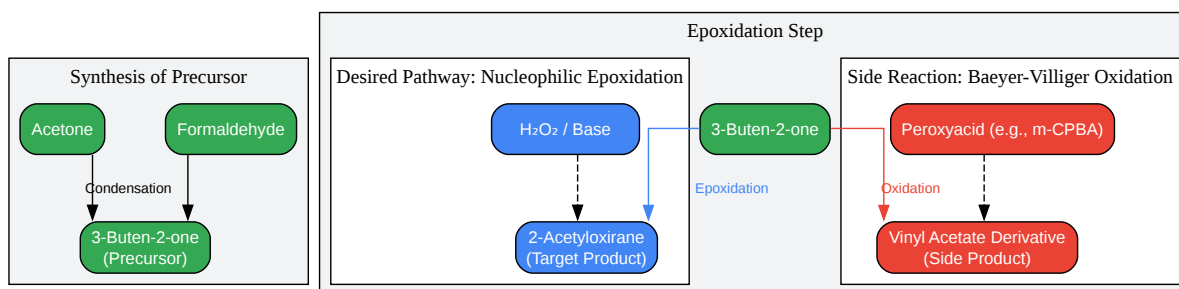 Epoxidation Step
Synthesis of Precursor
Desired Pathway: Nucleophilic Epoxidation
Side Reaction: Baeyer-Villiger Oxidation
Acetone
Formaldehyde
H₂O₂ / Base
3-Buten-2-one
Peroxyacid (e.g., m-CPBA)
Condensation
Epoxidation
Oxidation
3-Buten-2-one
(Precursor)
2-Acetyloxirane
(Target Product)
Vinyl Acetate Derivative
(Side Product)